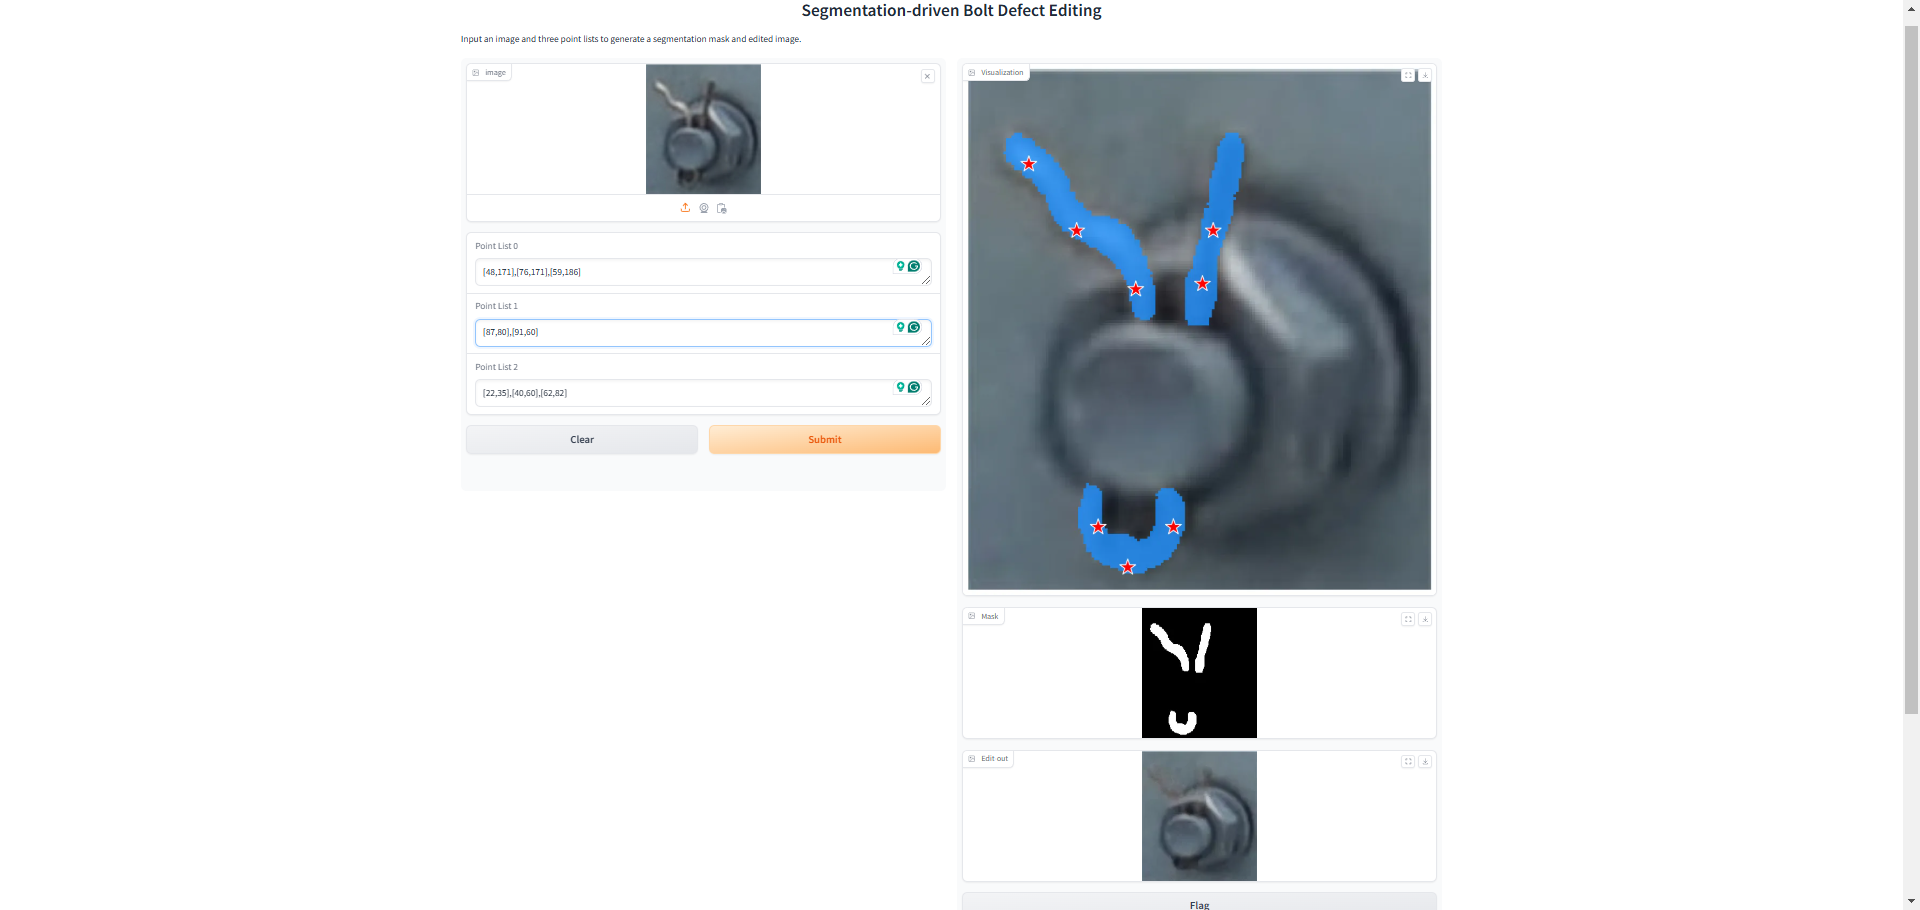 Segmentation-driven Bolt Defect Editing
Input an image and three point lists to generate a segmentation mask and edited image.
image
Point List 0
[48,171],[76,171],[59,186]
Point List 1
[87,80],[91,60]
Point List 2
[22,35],[40,60],[62,82]
Clear
Submit
Visualization
Mask
Edit out
Flag